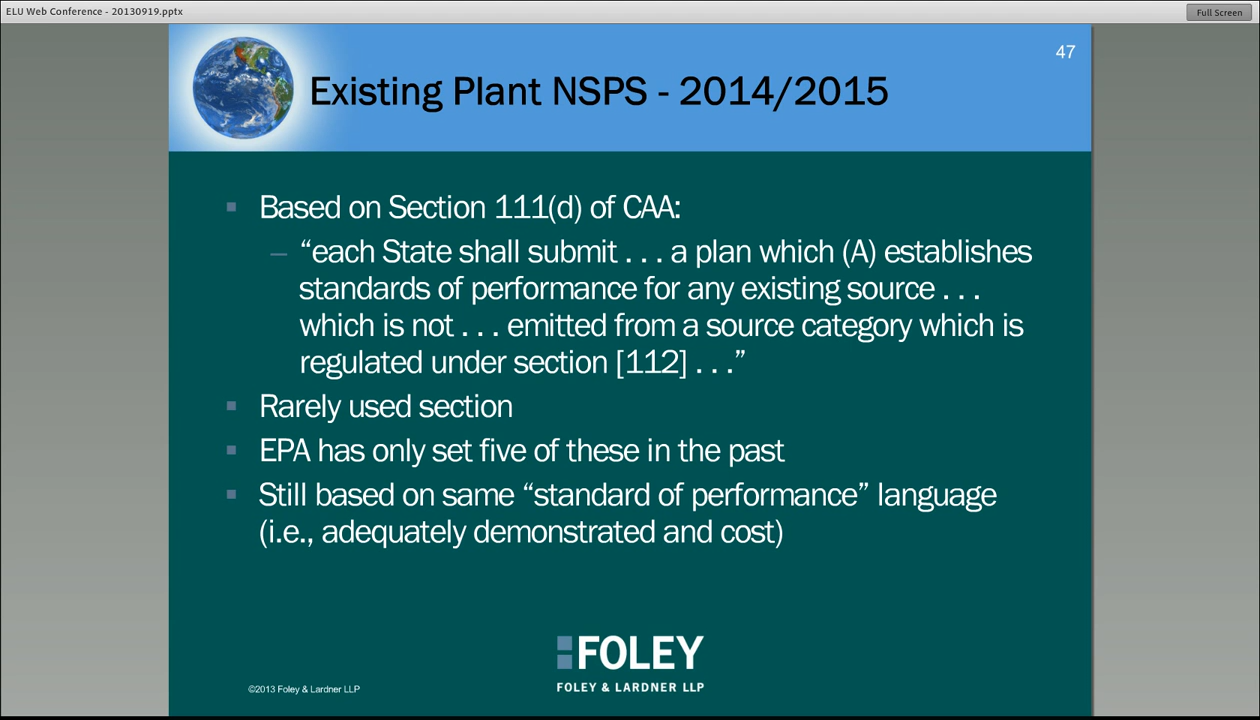 ELU Web Conference - 20130919.pptx
Full Screen
47
Existing Plant NSPS - 2014/2015
Based on Section 111(d) of CAA:
– “each State shall submit . . . a plan which (A) establishes
standards of performance for any existing source . . .
which is not . . . emitted from a source category which is
regulated under section [112] . . .”
Rarely used section
EPA has only set five of these in the past
Still based on same “standard of performance” language
(i.e., adequately demonstrated and cost)
FOLEY
FOLEY & LARDNER LLP
©2013 Foley & Lardner LLP